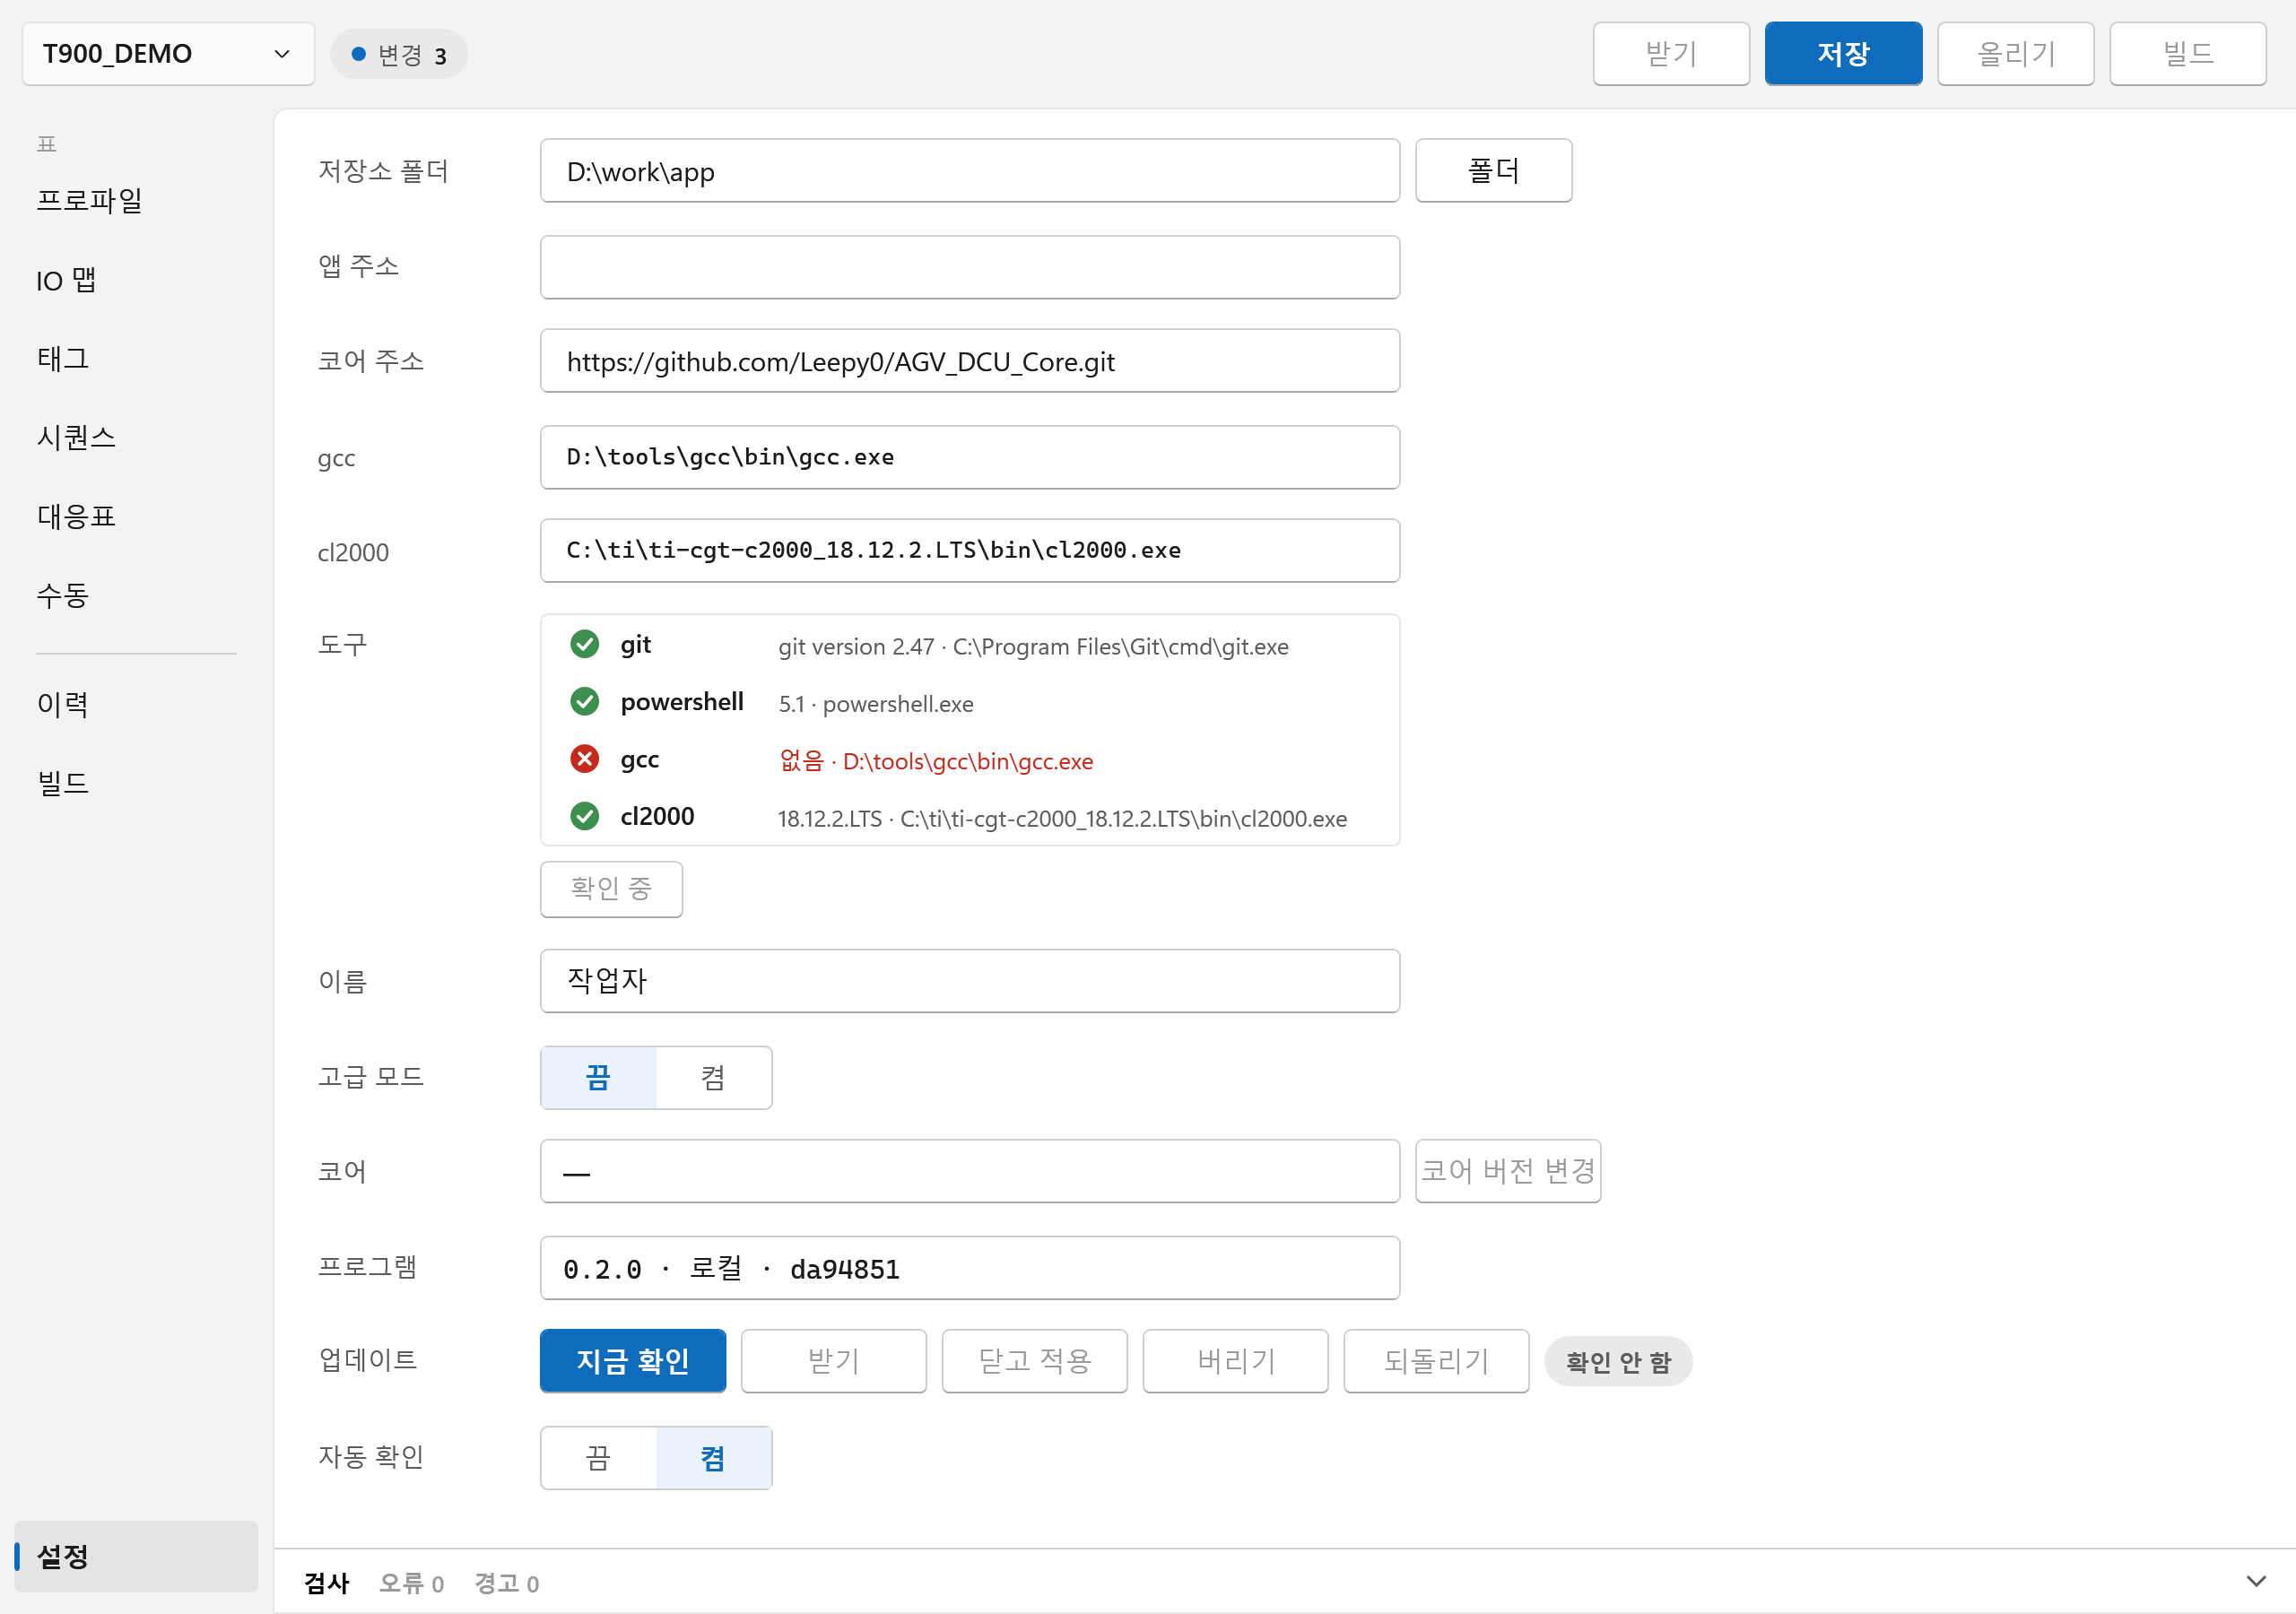 T900_DEMO
변경 3
받기
저장
올리기
빌드
표
프로파일
IO 맵
태그
시퀀스
대응표
수동
이력
빌드
설정
저장소 폴더
D:\work\app
폴더
앱 주소
코어 주소
https://github.com/Leepy0/AGV_DCU_Core.git
gcc
D:\tools\gcc\bin\gcc.exe
cl2000
C:\ti\ti-cgt-c2000_18.12.2.LTS\bin\cl2000.exe
도구
git git version 2.47 · C:\Program Files\Git\cmd\git.exe
powershell 5.1 · powershell.exe
gcc 없음 · D:\tools\gcc\bin\gcc.exe
cl2000 18.12.2.LTS · C:\ti\ti-cgt-c2000_18.12.2.LTS\bin\cl2000.exe
확인 중
이름
작업자
고급 모드
끔 켬
코어
—
코어 버전 변경
프로그램
0.2.0 · 로컬 · da94851
업데이트
지금 확인
받기
닫고 적용
버리기
되돌리기
확인 안 함
자동 확인
끔 켬
검사 오류 0 경고 0